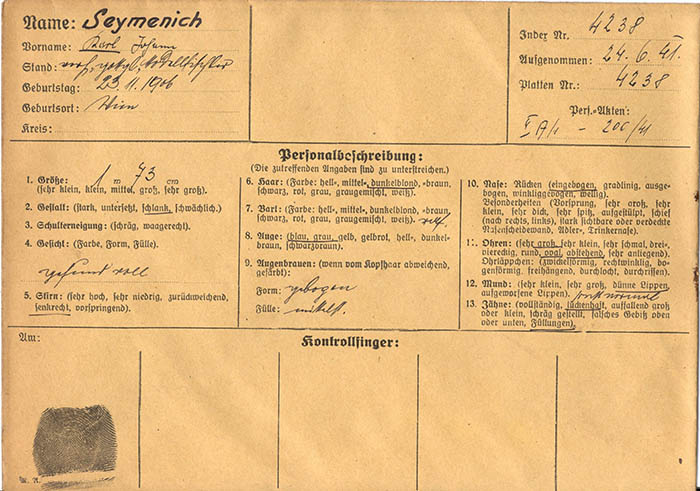 Name: Seymenich
Vorname: Karl Johann
Stand: verh.
Geburtstag: 23.11.1906
Geburtsort: Wien
Kreis:
Index Nr. 4238
Aufgenommen: 24.6.41.
Platten Nr.: 4238
Pers.-Akten:
200/41
Personalbeschreibung:
(Die zutreffenden Angaben sind zu unterstreichen.)
1. Größe: 1 m 73 cm
(sehr klein, klein, mittel, groß, sehr groß).
2. Gestalt: (stark, untersetzt, schlank, schwächlich.)
3. Schulterneigung: (schräg, waagerecht).
4. Gesicht: (Farbe, Form, Fülle).
gesund voll
5. Stirn: (sehr hoch, sehr niedrig, zurückweichend,
senkrecht, vorspringend).
6. Haar: (Farbe: hell-, mittel-, dunkelblond, -braun,
schwarz, rot, grau, graugemischt, weiß).
7. Bart: (Farbe: hell-, mittel-, dunkelblond, -braun
schwarz, rot, grau, graugemischt, weiß).
8. Auge: (blau, grau, gelb, gelbrot, hell-, dunkel-
braun, schwarzbraun).
9. Augenbrauen: (wenn vom Kopfhaar abweichend,
gefärbt):
Form: gebogen
Fülle: mittelst.
10. Nase: Rücken (eingebogen, gradlinig, ausge-
bogen, winkliggebogen, wellig).
Besonderheiten (Vorsprung, sehr groß, sehr
klein, sehr dick, sehr spitz, aufgestülpt, schief
(nach rechts, links), stark sichtbare oder verdeckte
Nasenscheidewand, Adler-, Trinkernase).
11. Ohren: (sehr groß, sehr klein, sehr schmal, drei-,
viereckig, rund, oval, abstehend, sehr anliegend).
Ohrläppchen: (zwickelförmig, rechtwinklig, bo-
genförmig, freihängend, durchlocht, durchrissen).
12. Mund: (sehr klein, sehr groß, dünne Lippen,
aufgeworfene Lippen). normal
13. Zähne: (vollständig, lückenhaft, auffallend groß
oder klein, schräg gestellt, falsches Gebiß oben
oder unten, Füllungen).
Am:
Kontrollfinger: